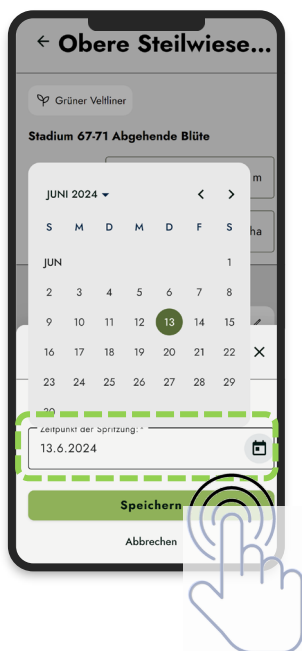 ← Obere Steilwiese...
Grüner Veltliner
Stadium 67-71 Abgehende Blüte
m
JUNI 2024
S M D M D F S
JUN 1
2 3 4 5 6 7 8
9 10 11 12 13 14 15
16 17 18 19 20 21 22
23 24 25 26 27 28 29
30
ha
Zeitpunkt der Spritzung: *
13.6.2024
Speichern
Abbrechen